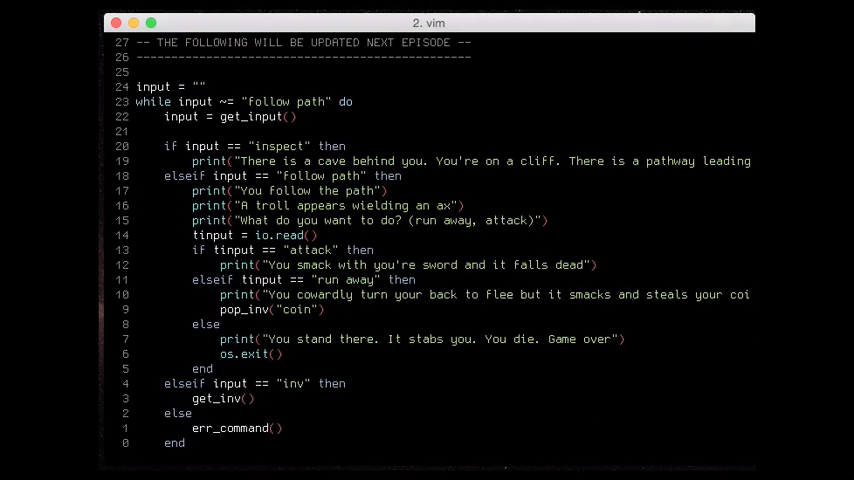 2. vim
27 -- THE FOLLOWING WILL BE UPDATED NEXT EPISODE --
26 ------------------------------------------------
25
24 input = ""
23 while input ~= "follow path" do
22     input = get_input()
21
20     if input == "inspect" then
19         print("There is a cave behind you. You're on a cliff. There is a pathway leading
18     elseif input == "follow path" then
17         print("You follow the path")
16         print("A troll appears wielding an ax")
15         print("What do you want to do? (run away, attack)")
14         tinput = io.read()
13         if tinput == "attack" then
12             print("You smack with you're sword and it falls dead")
11         elseif tinput == "run away" then
10             print("You cowardly turn your back to flee but it smacks and steals your coi
9             pop_inv("coin")
8         else
7             print("You stand there. It stabs you. You die. Game over")
6             os.exit()
5         end
4     elseif input == "inv" then
3         get_inv()
2     else
1         err_command()
0     end